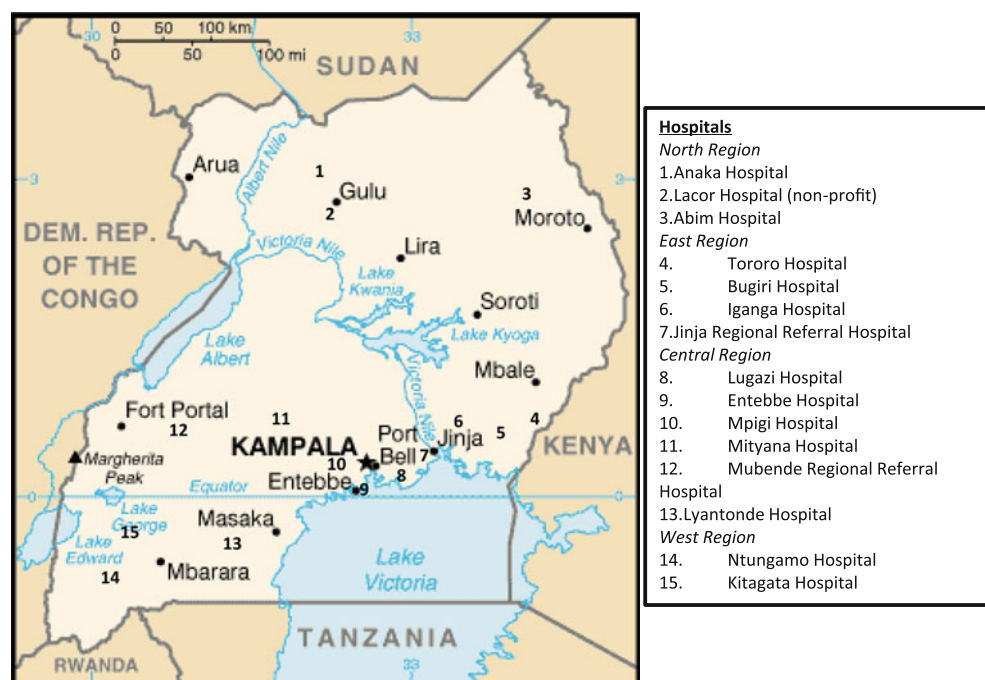 30
0 50 100 km
33
0 50 100 mi
SUDAN
Arua
Albert Nile
1
3
3
Gulu
2
3
Moroto
DEM. REP.
OF THE
CONGO
Victoria Nile
Lira
Lake
Kwania
Soroti
Lake Kyoga
Lake
Albert
Victoria Nile
Mbale
Fort Portal
12
11
6
5
4
KENYA
KAMPALA
Port
Bell
Jinja
7
10
8
Margherita
Peak
Entebbe
9
Equator
0
0
Lake
George
15
Masaka
13
Lake
Edward
14
Mbarara
Lake
Victoria
TANZANIA
RWANDA
33
Hospitals
North Region
1.Anaka Hospital
2.Lacor Hospital (non-profit)
3.Abim Hospital
East Region
4. Tororo Hospital
5. Bugiri Hospital
6. Iganga Hospital
7.Jinja Regional Referral Hospital
Central Region
8. Lugazi Hospital
9. Entebbe Hospital
10. Mpigi Hospital
11. Mityana Hospital
12. Mubende Regional Referral
Hospital
13.Lyantonde Hospital
West Region
14. Ntungamo Hospital
15. Kitagata Hospital